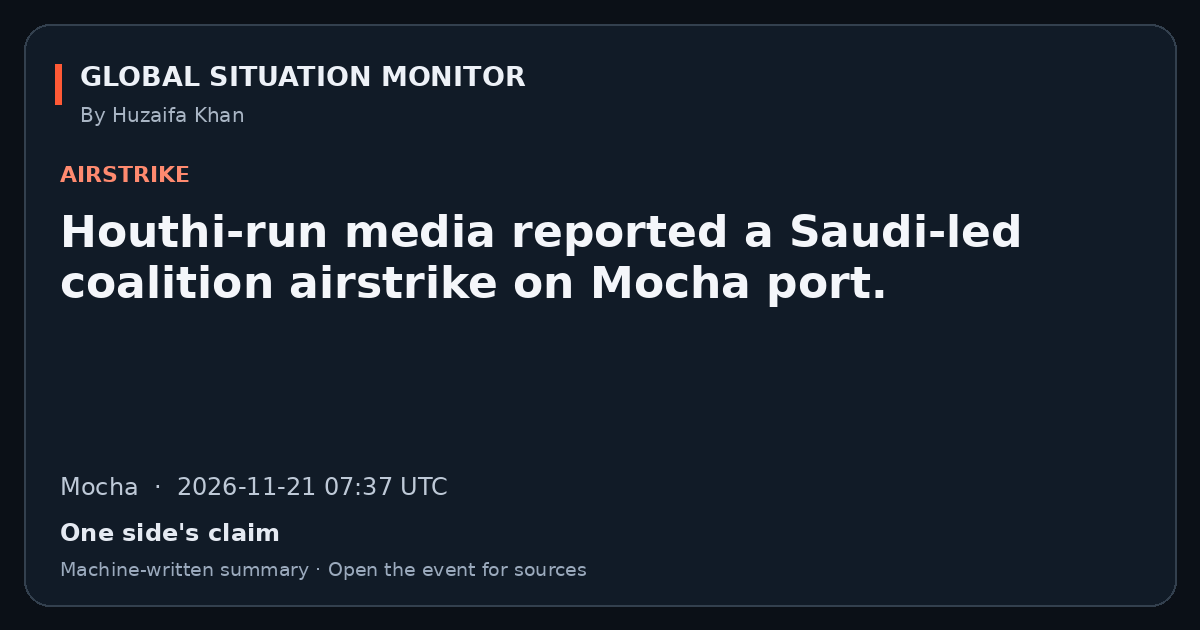 GLOBAL SITUATION MONITOR
By Huzaifa Khan
AIRSTRIKE
Houthi-run media reported a Saudi-led
coalition airstrike on Mocha port.
Mocha · 2026-11-21 07:37 UTC
One side's claim
Machine-written summary · Open the event for sources